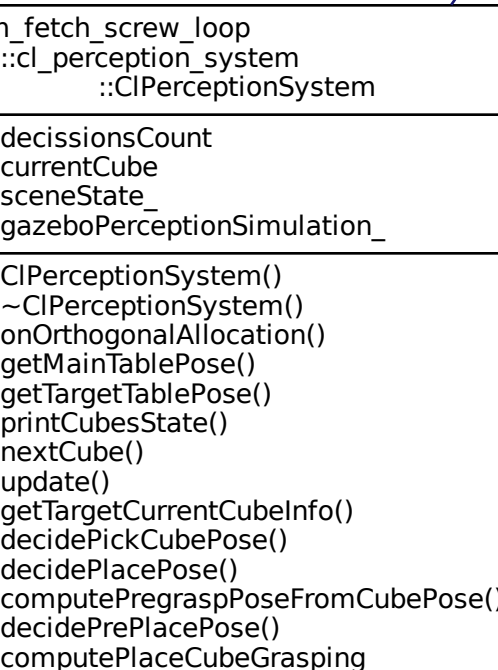 _fetch_screw_loop
::cl_perception_system
::ClPerceptionSystem
decissionsCount
currentCube
sceneState_
gazeboPerceptionSimulation_
ClPerceptionSystem()
~ClPerceptionSystem()
onOrthogonalAllocation()
getMainTablePose()
getTargetTablePose()
printCubesState()
nextCube()
update()
getTargetCurrentCubeInfo()
decidePickCubePose()
decidePlacePose()
computePregraspPoseFromCubePose()
decidePrePlacePose()
computePlaceCubeGrasping